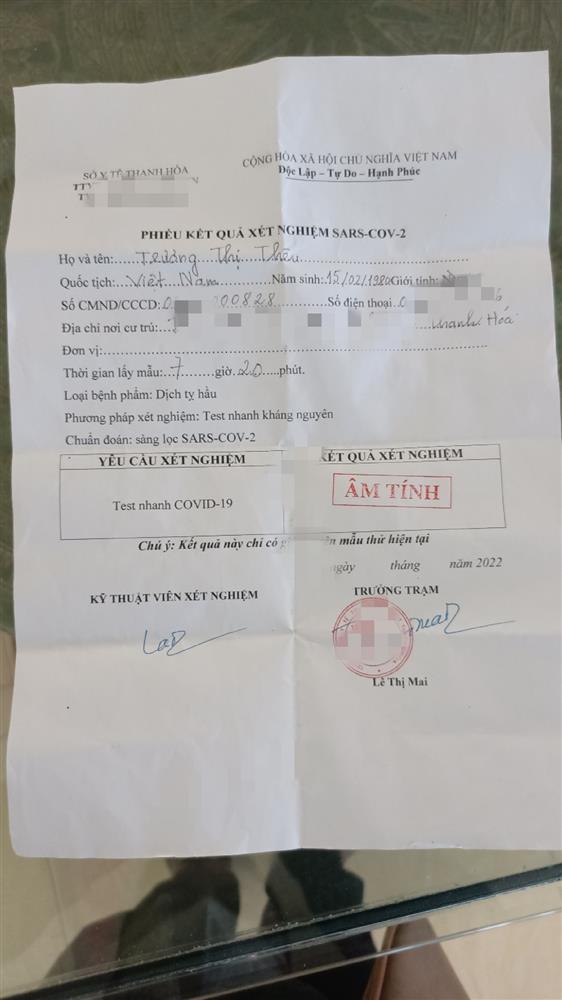 SỞ Y TẾ THANH HÓA
CỘNG HÒA XÃ HỘI CHỦ NGHĨA VIỆT NAM
TTY
Độc Lập – Tự Do – Hạnh Phúc
PHIẾU KẾT QUẢ XÉT NGHIỆM SARS-COV-2
Họ và tên:....Trương Thị Thêu
Quốc tịch:...Việt Nam...Năm sinh:15/02/1980 Giới tính:
Số CMND/CCCD:0 200828 Số điện thoại :0
Địa chỉ nơi cư trú: Thanh Hóa
Đơn vị:
Thời gian lấy mẫu:...7...giờ.20....phút.
Loại bệnh phẩm: Dịch tỵ hầu
Phương pháp xét nghiệm: Test nhanh kháng nguyên
Chuẩn đoán: sàng lọc SARS-COV-2
YÊU CẦU XÉT NGHIỆM
KẾT QUẢ XÉT NGHIỆM
Test nhanh COVID-19
ÂM TÍNH
Chú ý: Kết quả này chỉ có mẫu thử hiện tại
ngày tháng năm 2022
KỸ THUẬT VIÊN XÉT NGHIỆM
TRƯỞNG TRẠM
Lê Thị Mai